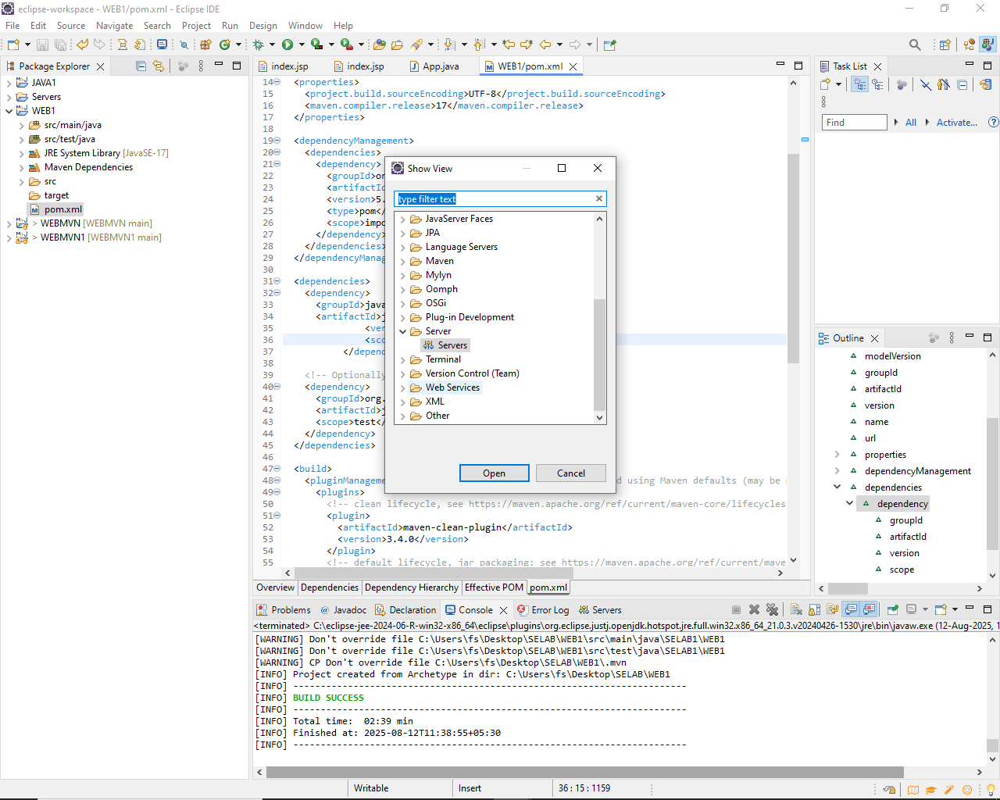 eclipse-workspace - WEB1/pom.xml - Eclipse IDE
File Edit Source Navigate Search Project Run Design Window Help
Package Explorer
JAVA1
Servers
WEB1
src/main/java
src/test/java
JRE System Library [JavaSE-17]
Maven Dependencies
src
target
pom.xml
> WEBMVN [WEBMVN main]
> WEBMVN1 [WEBMVN1 main]
index.jsp index.jsp App.java WEB1/pom.xml
14 <properties>
15 <project.build.sourceEncoding>UTF-8</project.build.sourceEncoding>
16 <maven.compiler.release>17</maven.compiler.release>
17 </properties>
18
19 <dependencyManagement>
20 <dependencies>
21 <dependency>
22 <groupId>or
23 <artifactId
24 <version>5.
25 <type>pom</
26 <scope>impo
27 </dependency>
28 </dependencies>
29 </dependencyManag
30
31 <dependencies>
32 <dependency>
33 <groupId>java
34 <artifactId>j
35 <ver
36 <sco
37 </depend
38
39 <!-- Optionally
40 <dependency>
41 <groupId>org.
42 <artifactId>j
43 <scope>test</
44 </dependency>
45 </dependencies>
46
47 <build>
48 <pluginManageme d using Maven defaults (may be
49 <plugins>
50 <!-- clean lifecycle, see https://maven.apache.org/ref/current/maven-core/lifecycles
51 <plugin>
52 <artifactId>maven-clean-plugin</artifactId>
53 <version>3.4.0</version>
54 </plugin>
55 <!-- default lifecycle, jar packaging: see https://maven.apache.org/ref/current/mave
Overview Dependencies Dependency Hierarchy Effective POM pom.xml
Show View
type filter text
JavaServer Faces
JPA
Language Servers
Maven
Mylyn
Oomph
OSGi
Plug-in Development
Server
Servers
Terminal
Version Control (Team)
Web Services
XML
Other
Open Cancel
Task List
Find All Activate...
Outline
modelVersion
groupId
artifactId
version
name
url
properties
dependencyManagement
dependencies
dependency
groupId
artifactId
version
scope
Problems Javadoc Declaration Console Error Log Servers
<terminated> C:\eclipse-jee-2024-06-R-win32-x86_64\eclipse\plugins\org.eclipse.justj.openjdk.hotspot.jre.full.win32.x86_64_21.0.3.v20240426-1530\jre\bin\javaw.exe (12-Aug-2025, 1
[WARNING] Don't override file C:\Users\fs\Desktop\SELAB\WEB1\src\main\java\SELAB1\WEB1
[WARNING] Don't override file C:\Users\fs\Desktop\SELAB\WEB1\src\test\java\SELAB1\WEB1
[WARNING] CP Don't override file C:\Users\fs\Desktop\SELAB\WEB1\.mvn
[INFO] Project created from Archetype in dir: C:\Users\fs\Desktop\SELAB\WEB1
[INFO] ------------------------------------------------------------------------
[INFO] BUILD SUCCESS
[INFO] ------------------------------------------------------------------------
[INFO] Total time:  02:39 min
[INFO] Finished at: 2025-08-12T11:38:55+05:30
[INFO] ------------------------------------------------------------------------
Writable Insert 36 : 15 : 1159